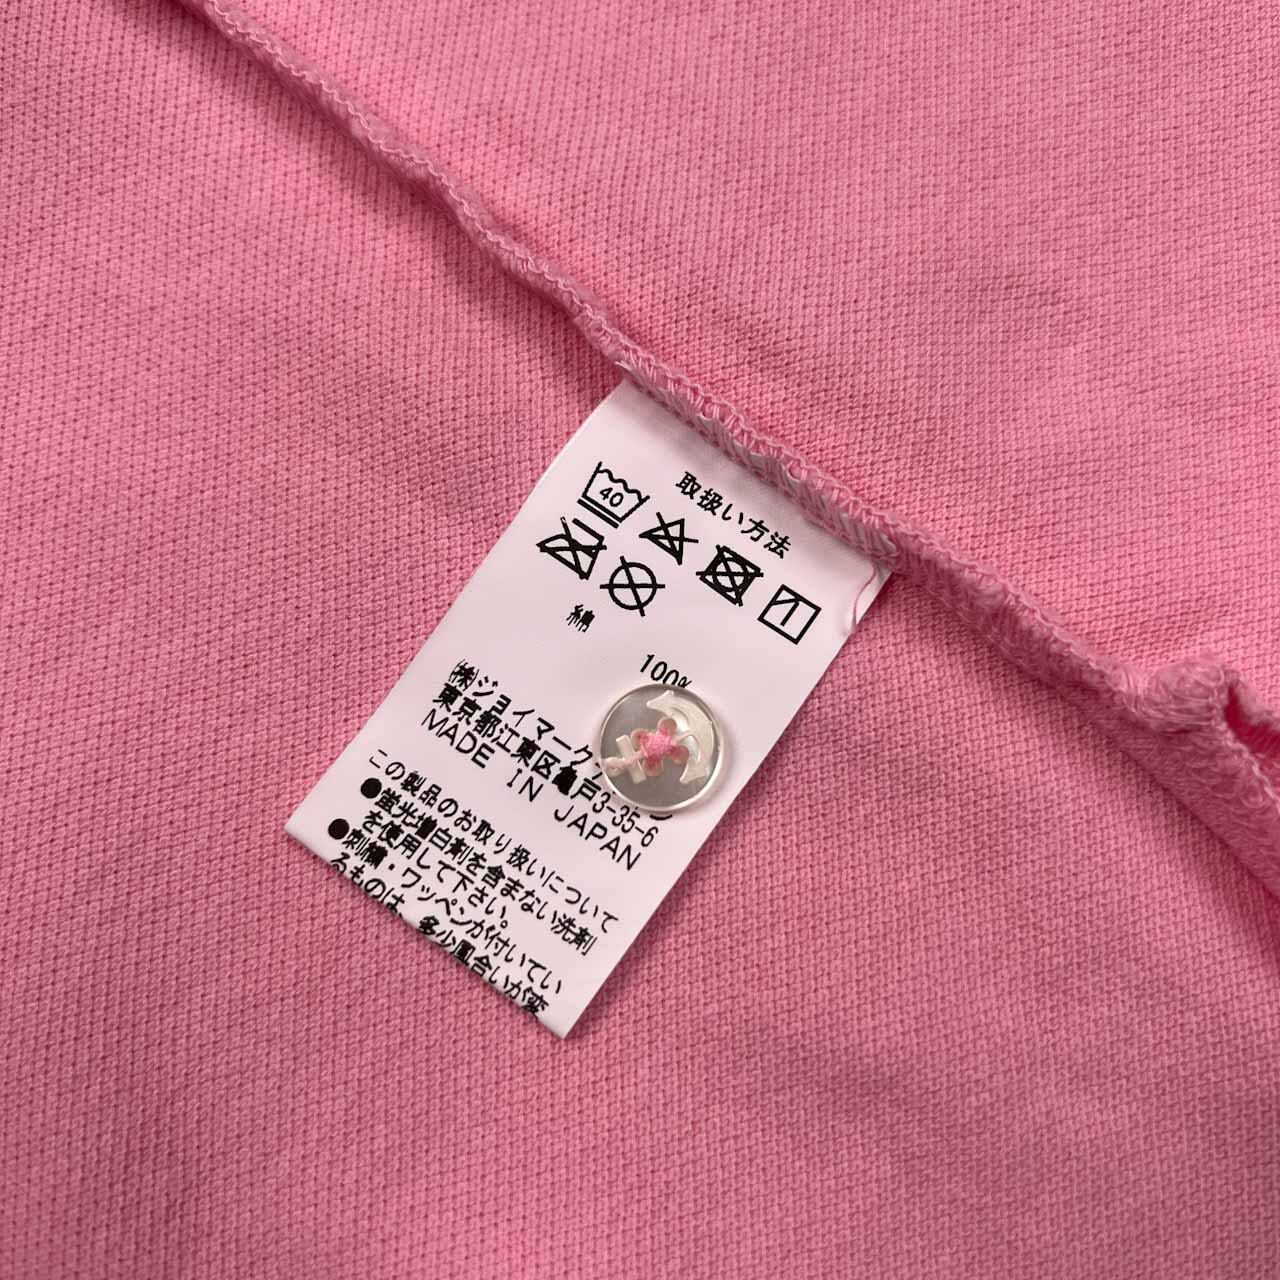 取扱い方法
40
綿
100%
㈱ジョイマーク
東京都江東区亀戸3-35-6
MADE IN JAPAN
この製品のお取り扱いについて
●蛍光増白剤を含まない洗剤
を使用して下さい。
●刺繍・ワッペンが付いてい
るものは、多少風合いが変